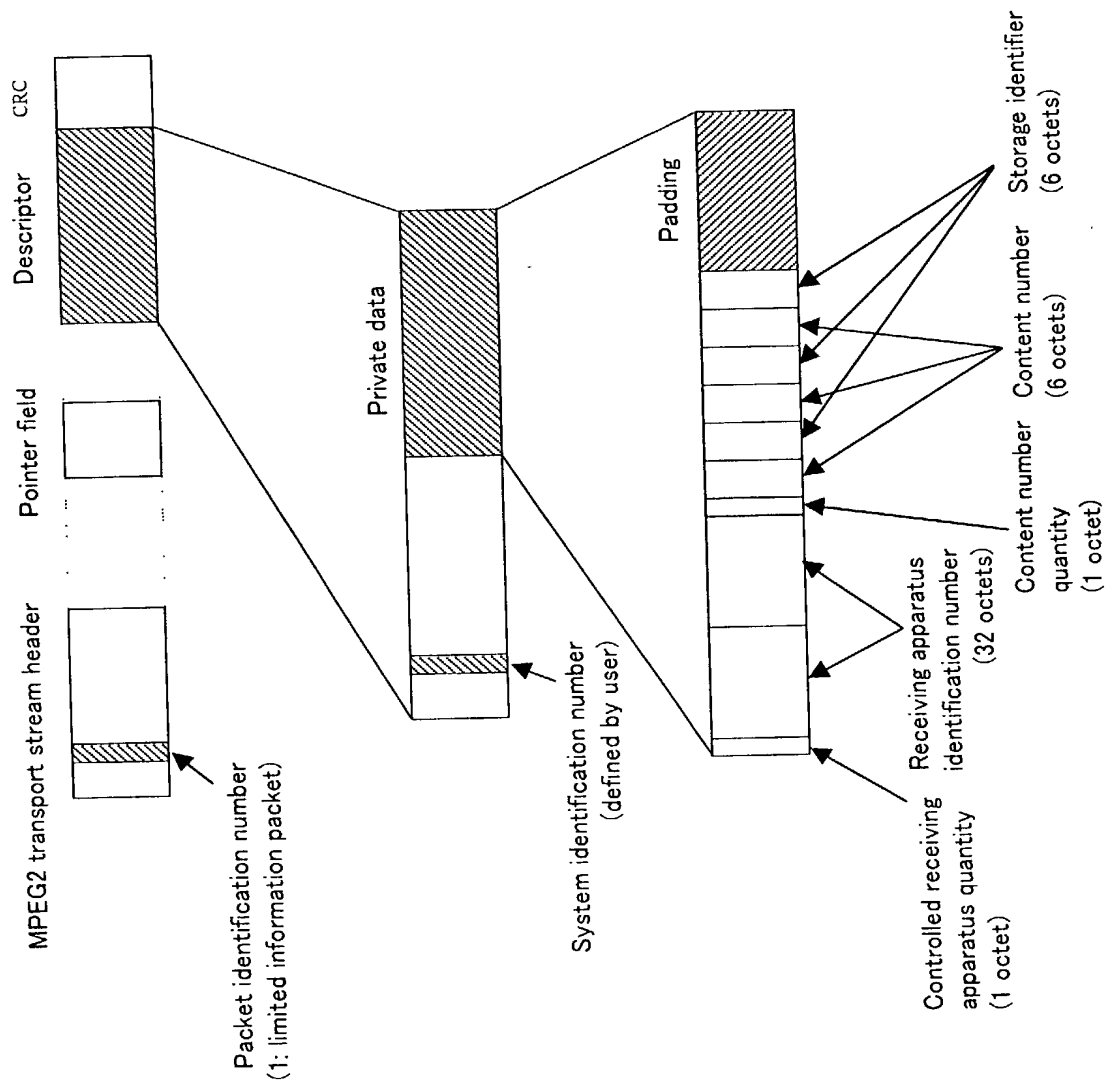 MPEG2 transport stream header
Pointer field
Descriptor
CRC
Packet identification number
(1: limited information packet)
Private data
System identification number
(defined by user)
Padding
Controlled receiving
apparatus quantity
(1 octet)
Receiving apparatus
identification number
(32 octets)
Content number
quantity
(1 octet)
Content number
(6 octets)
Storage identifier
(6 octets)